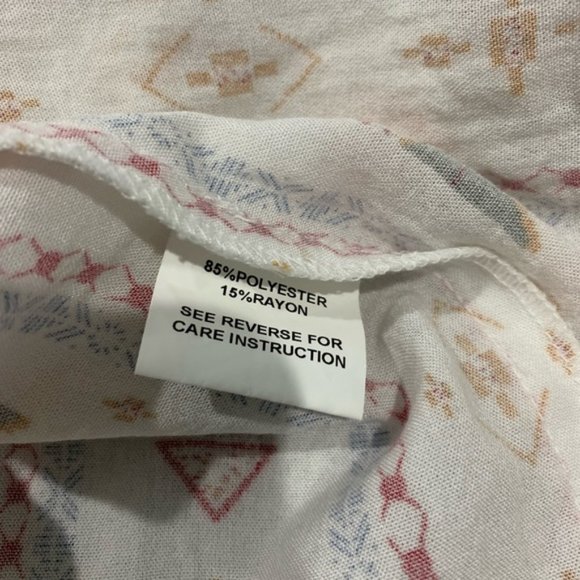 85%POLYESTER
15%RAYON
SEE REVERSE FOR
CARE INSTRUCTION